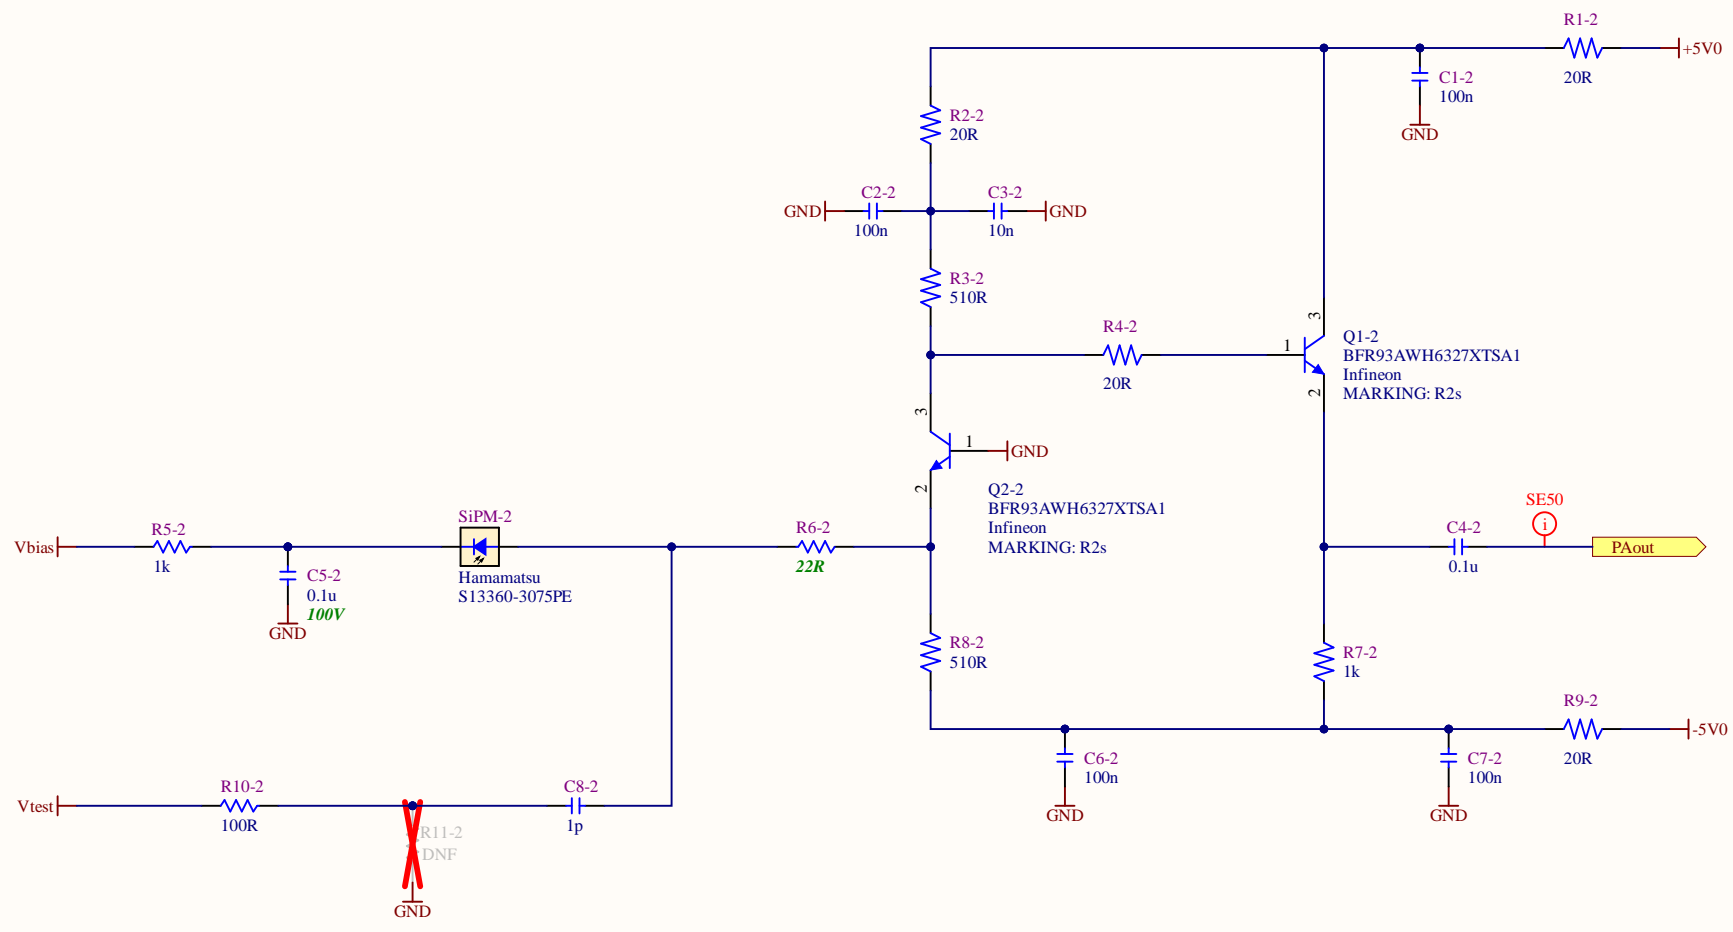 R1-2
+5V0
20R
C1-2
100n
GND
R2-2
20R
C2-2
C3-2
GND
GND
100n
10n
R3-2
510R
R4-2
20R
3
1
2
Q1-2
BFR93AWH6327XTSA1
Infineon
MARKING: R2s
3
1
GND
2
Q2-2
BFR93AWH6327XTSA1
Infineon
MARKING: R2s
SE50
i
C4-2
PAout
0.1u
Vbias
R5-2
1k
SiPM-2
Hamamatsu
S13360-3075PE
R6-2
22R
C5-2
0.1u
100V
GND
R8-2
510R
R7-2
1k
R9-2
-5V0
20R
C6-2
100n
GND
C7-2
100n
GND
Vtest
R10-2
100R
C8-2
1p
R11-2
DNF
GND